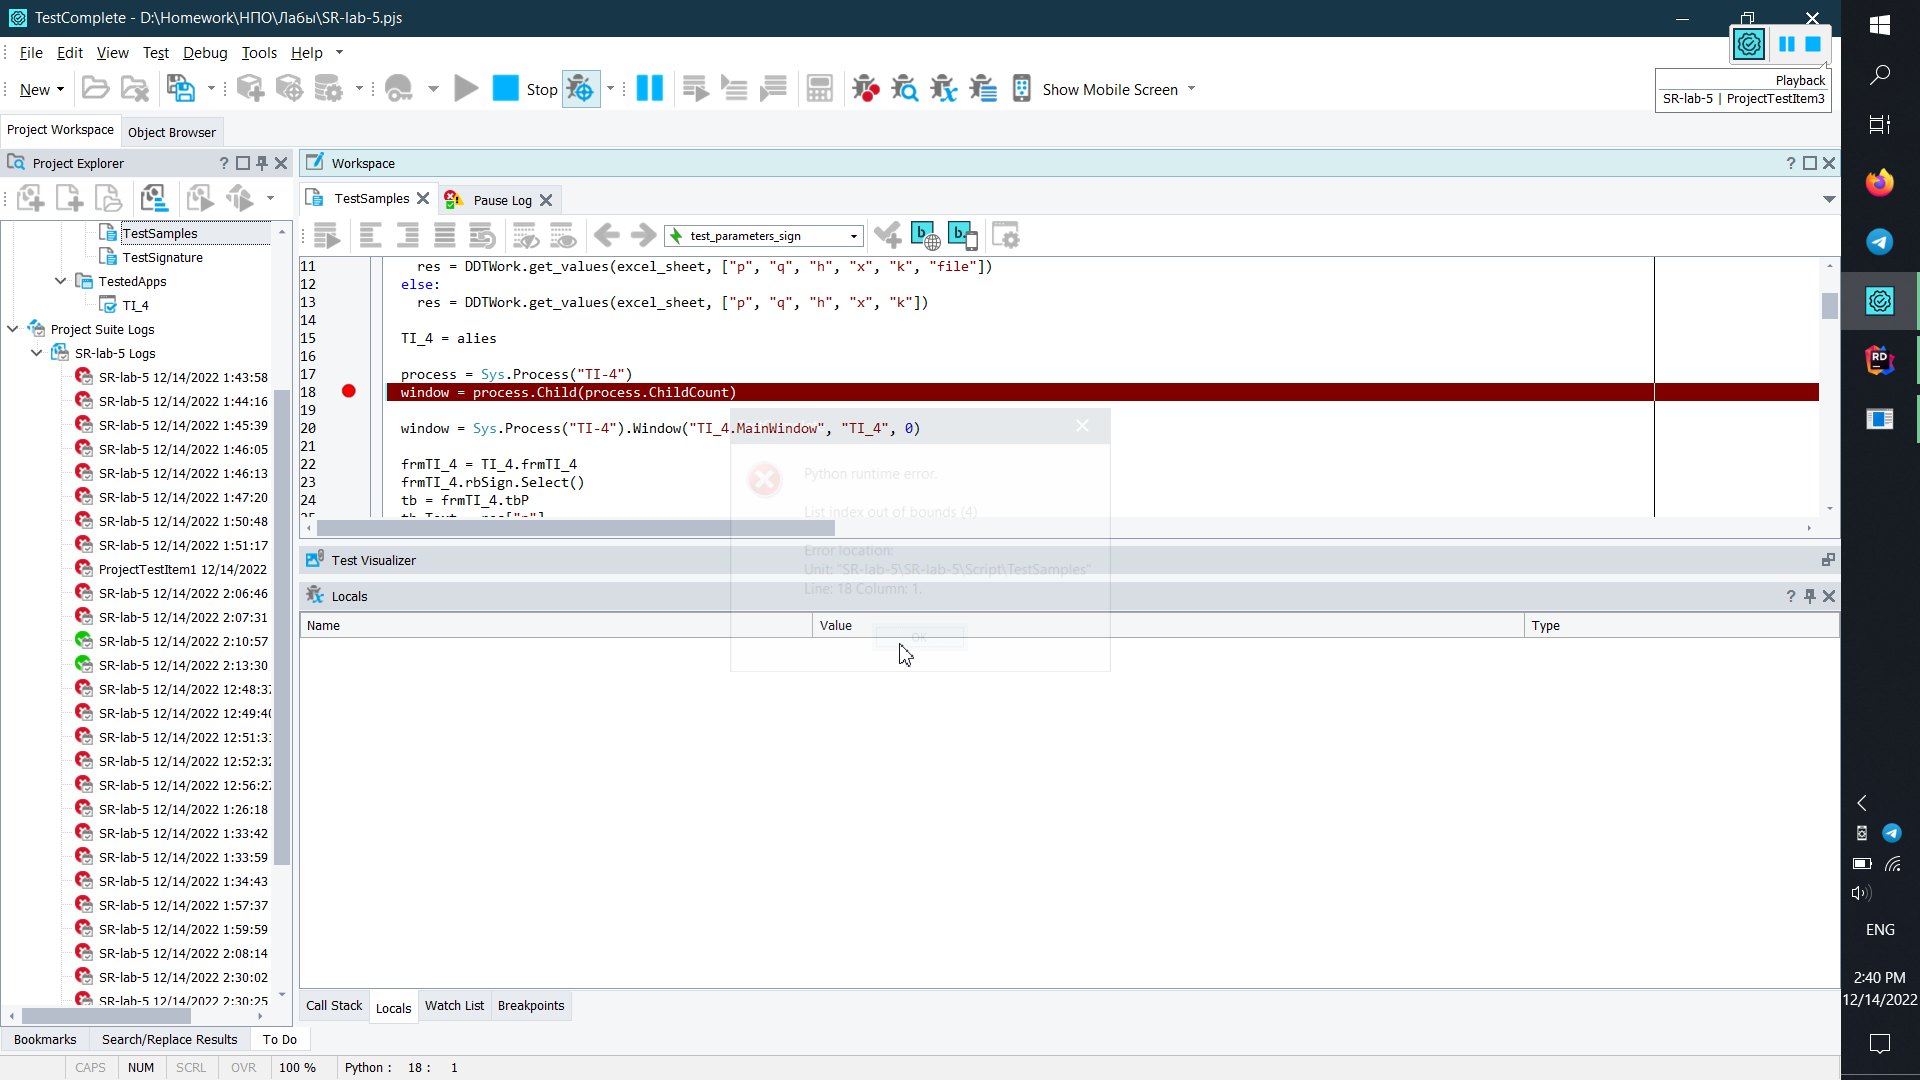 TestComplete - D:\Homework\НПО\Лабы\SR-lab-5.pjs
File Edit View Test Debug Tools Help
New
Stop
Show Mobile Screen
Playback
SR-lab-5 | ProjectTestItem3
Project Workspace
Object Browser
Project Explorer
?
Workspace
?
TestSamples
Pause Log
test_parameters_sign
TestSamples
TestSignature
TestedApps
TI_4
Project Suite Logs
SR-lab-5 Logs
SR-lab-5 12/14/2022 1:43:58
SR-lab-5 12/14/2022 1:44:16
SR-lab-5 12/14/2022 1:45:39
SR-lab-5 12/14/2022 1:46:05
SR-lab-5 12/14/2022 1:46:13
SR-lab-5 12/14/2022 1:47:20
SR-lab-5 12/14/2022 1:50:48
SR-lab-5 12/14/2022 1:51:17
ProjectTestItem1 12/14/2022
SR-lab-5 12/14/2022 2:06:46
SR-lab-5 12/14/2022 2:07:31
SR-lab-5 12/14/2022 2:10:57
SR-lab-5 12/14/2022 2:13:30
SR-lab-5 12/14/2022 12:48:37
SR-lab-5 12/14/2022 12:49:40
SR-lab-5 12/14/2022 12:51:31
SR-lab-5 12/14/2022 12:52:32
SR-lab-5 12/14/2022 12:56:27
SR-lab-5 12/14/2022 1:26:18
SR-lab-5 12/14/2022 1:33:42
SR-lab-5 12/14/2022 1:33:59
SR-lab-5 12/14/2022 1:34:43
SR-lab-5 12/14/2022 1:57:37
SR-lab-5 12/14/2022 1:59:59
SR-lab-5 12/14/2022 2:08:14
SR-lab-5 12/14/2022 2:30:02
SR-lab-5 12/14/2022 2:30:25
11 res = DDTWork.get_values(excel_sheet, ["p", "q", "h", "x", "k", "file"])
12 else:
13 res = DDTWork.get_values(excel_sheet, ["p", "q", "h", "x", "k"])
14
15 TI_4 = alias
16
17 process = Sys.Process("TI-4")
18 window = process.Child(process.ChildCount)
19
20 window = Sys.Process("TI-4").Window("TI_4.MainWindow", "TI_4", 0)
21
22 frmTI_4 = TI_4.frmTI_4
23 frmTI_4.rbSign.Select()
24 tb = frmTI_4.tbP
Python runtime error.
List index out of bounds (4)
Error location:
Unit: "SR-lab-5\SR-lab-5\Script\TestSamples"
Line: 18 Column: 1.
OK
Test Visualizer
Locals
?
Name Value Type
Call Stack Locals Watch List Breakpoints
Bookmarks Search/Replace Results To Do
CAPS NUM SCRL OVR 100 % Python : 18 : 1
RD
ENG
2:40 PM
12/14/2022